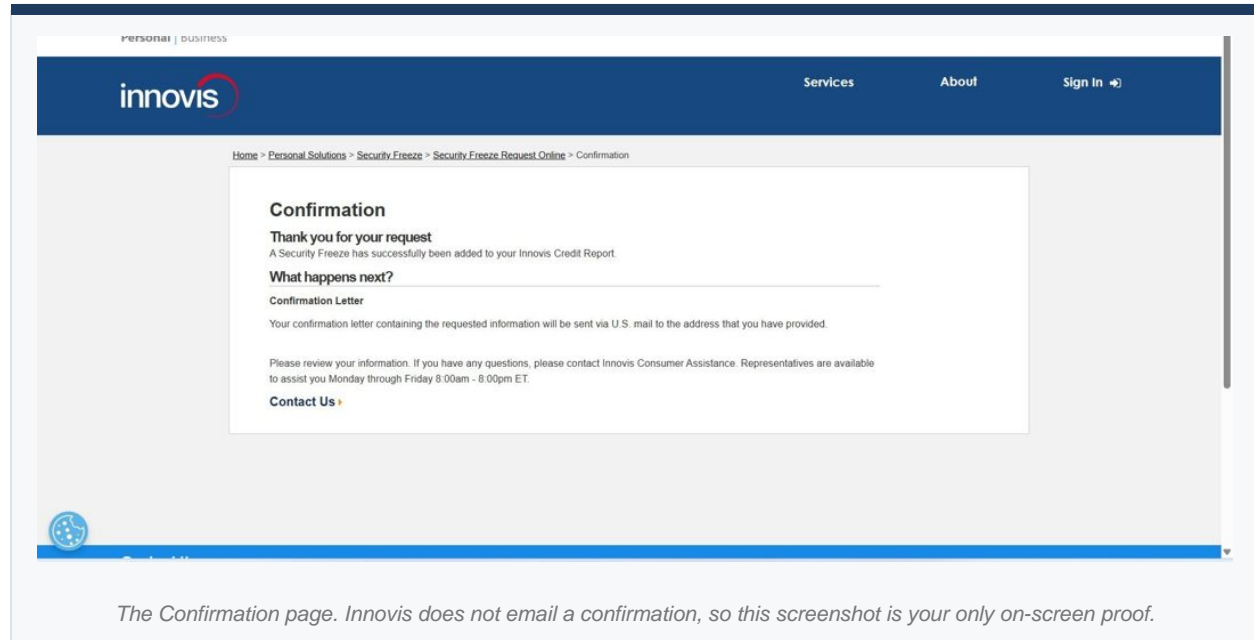 Personal | Business
innovis
Services About Sign In
Home > Personal Solutions > Security Freeze > Security Freeze Request Online > Confirmation
Confirmation
Thank you for your request
A Security Freeze has successfully been added to your Innovis Credit Report.
What happens next?
Confirmation Letter
Your confirmation letter containing the requested information will be sent via U.S. mail to the address that you have provided.
Please review your information. If you have any questions, please contact Innovis Consumer Assistance. Representatives are available
to assist you Monday through Friday 8:00am - 8:00pm ET.
Contact Us
The Confirmation page. Innovis does not email a confirmation, so this screenshot is your only on-screen proof.